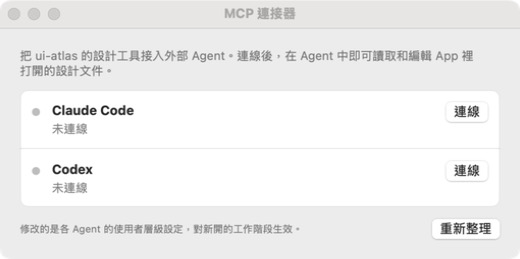 MCP 連接器
把 ui-atlas 的設計工具接入外部 Agent。連線後，在 Agent 中即可讀取和編輯 App 裡
打開的設計文件。
Claude Code
未連線
連線
Codex
未連線
連線
修改的是各 Agent 的使用者層級設定，對新開的工作階段生效。
重新整理